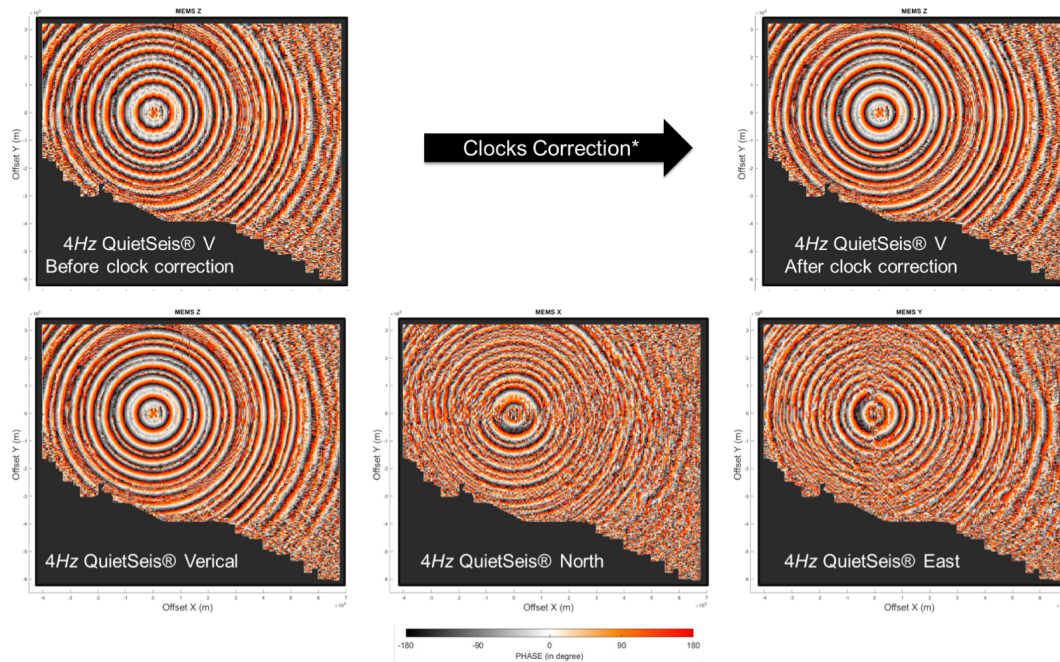 MEMS Z
MEMS Z
Offset Y (m)
Offset Y (m)
Clocks Correction*
4Hz QuietSeis® V
Before clock correction
4Hz QuietSeis® V
After clock correction
MEMS Z
MEMS X
MEMS Y
Offset Y (m)
Offset Y (m)
Offset Y (m)
4Hz QuietSeis® Verical
4Hz QuietSeis® North
4Hz QuietSeis® East
Offset X (m)
Offset X (m)
Offset X (m)
-180 -90 0 90 180
PHASE (in degree)